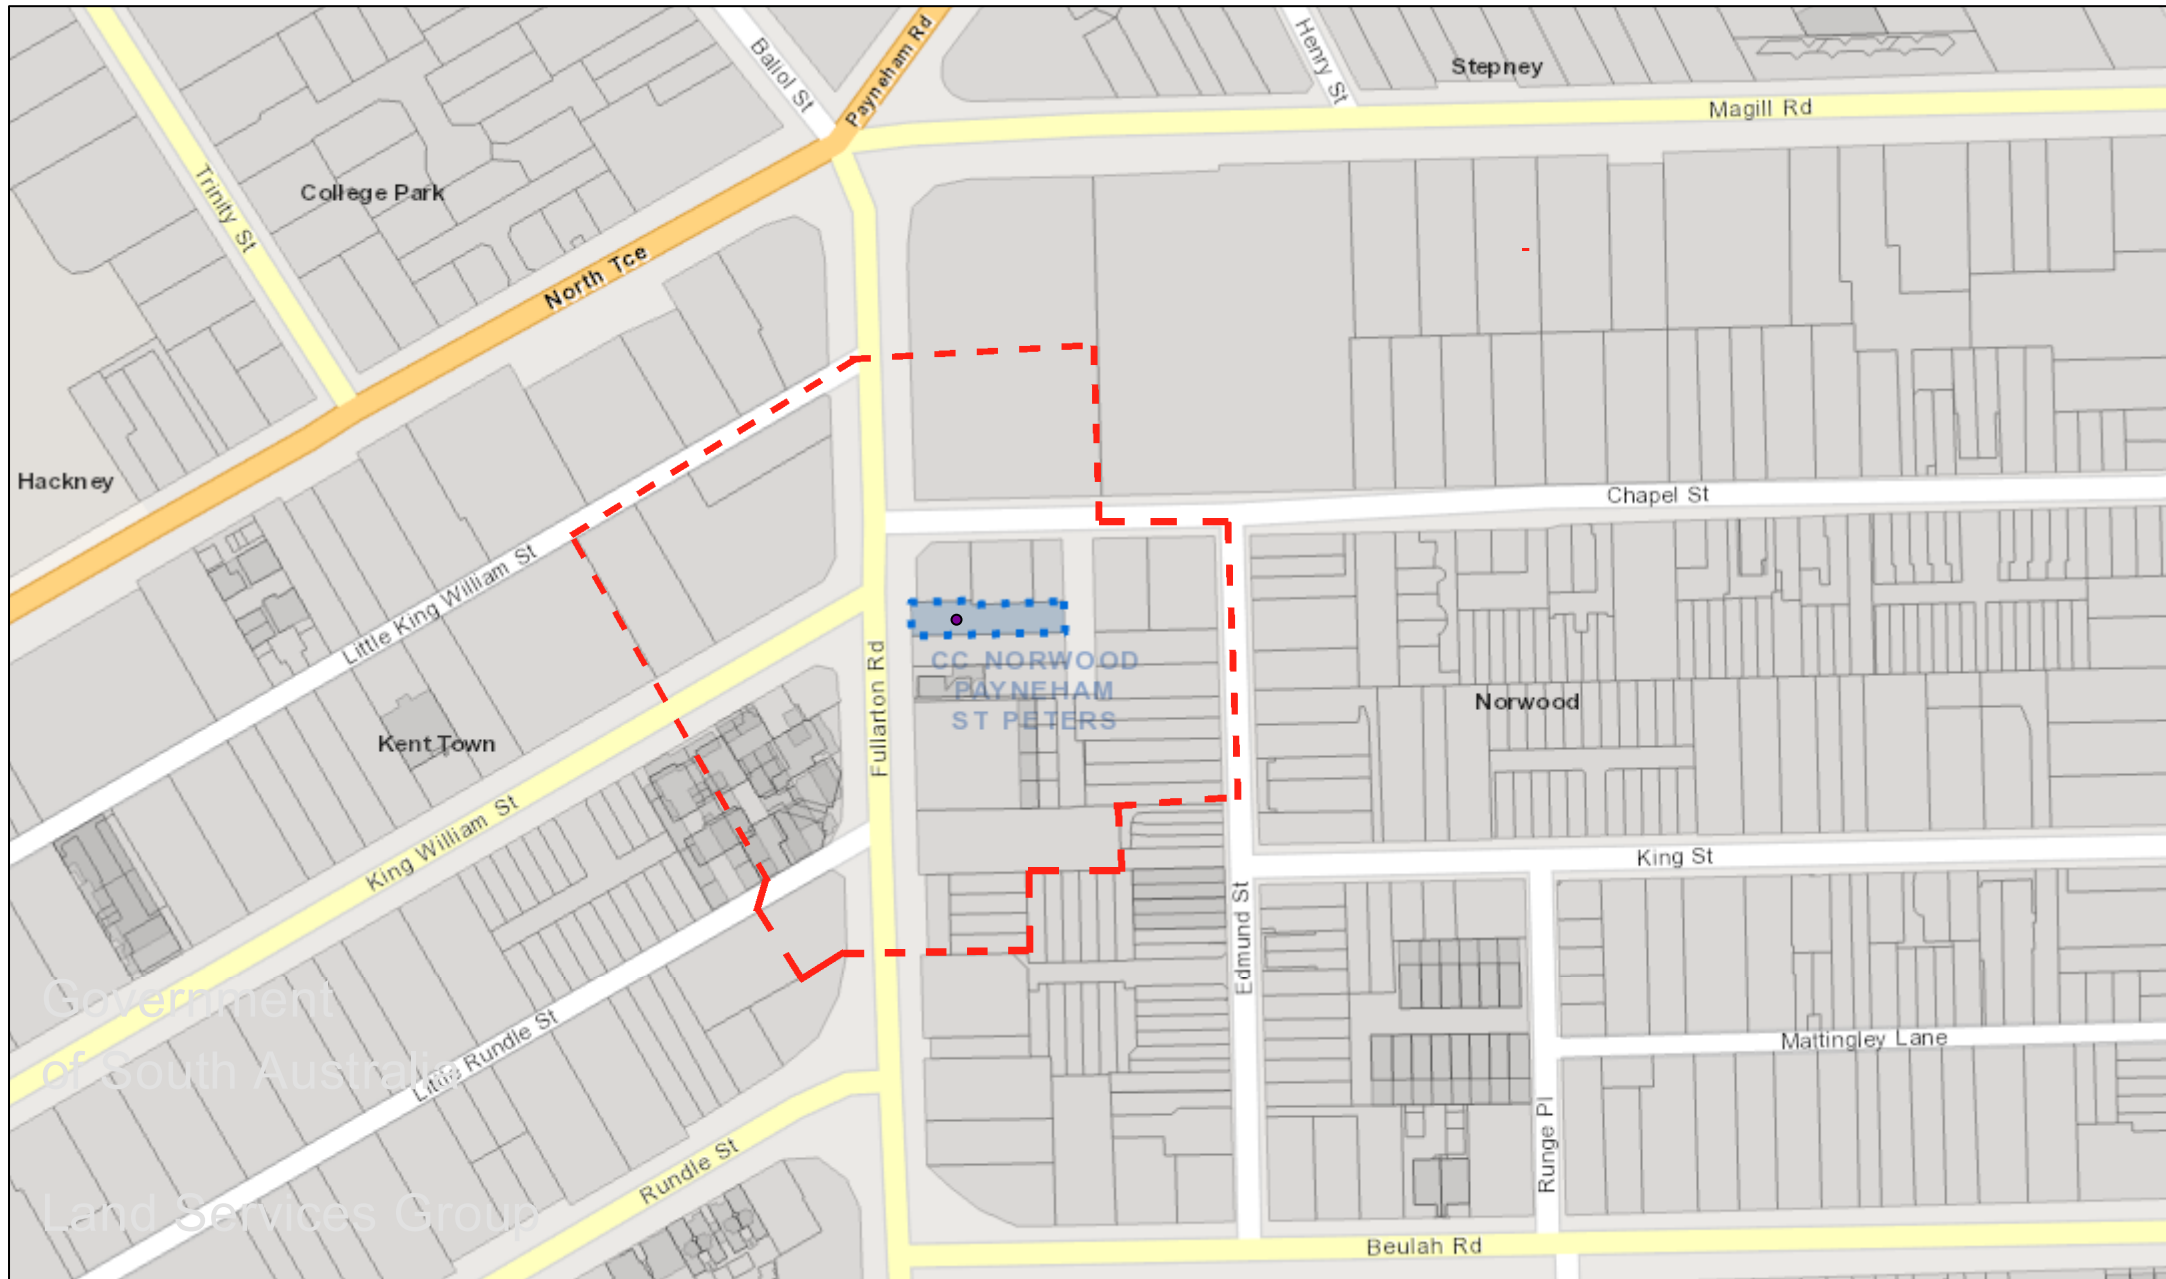 Baliol St
Payneham Rd
Henry St
Stepney
Magill Rd
Trinity St
College Park
North Tce
Hackney
Chapel St
Little King William St
Fullarton Rd
CC NORWOOD
PAYNEHAM
ST PETERS
Norwood
Kent Town
King William St
King St
Edmund St
Government
of South Australia
Little Rundle St
Mattingley Lane
Runge Pl
Rundle St
Land Services Group
Beulah Rd